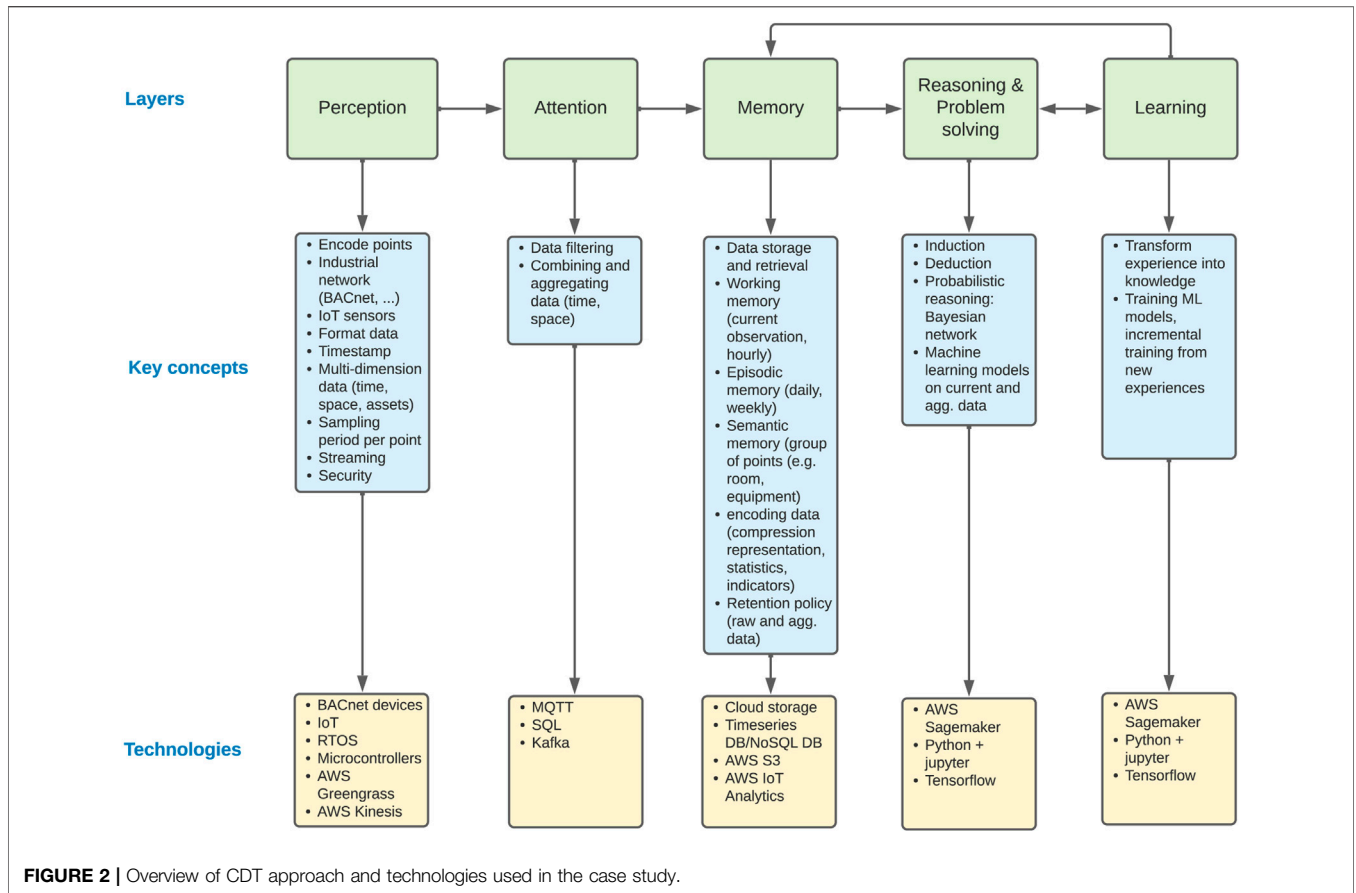 Layers
Perception
Attention
Memory
Reasoning &
Problem
solving
Learning
Key concepts
• Encode points
• Industrial
network
(BACnet, ...)
• IoT sensors
• Format data
• Timestamp
• Multi-dimension
data (time,
space, assets)
• Sampling
period per point
• Streaming
• Security
• Data filtering
• Combining and
aggregating
data (time,
space)
• Data storage
and retrieval
• Working
memory
(current
observation,
hourly)
• Episodic
memory (daily,
weekly)
• Semantic
memory (group
of points (e.g.
room,
equipment)
• encoding data
(compression
representation,
statistics,
indicators)
• Retention policy
(raw and agg.
data)
• Induction
• Deduction
• Probabilistic
reasoning:
Bayesian
network
• Machine
learning models
on current and
agg. data
• Transform
experience into
knowledge
• Training ML
models,
incremental
training from
new
experiences
Technologies
• BACnet devices
• IoT
• RTOS
• Microcontrollers
• AWS
Greengrass
• AWS Kinesis
• MQTT
• SQL
• Kafka
• Cloud storage
• Timeseries
DB/NoSQL DB
• AWS S3
• AWS IoT
Analytics
• AWS
Sagemaker
• Python +
jupyter
• Tensorflow
• AWS
Sagemaker
• Python +
jupyter
• Tensorflow
FIGURE 2 | Overview of CDT approach and technologies used in the case study.